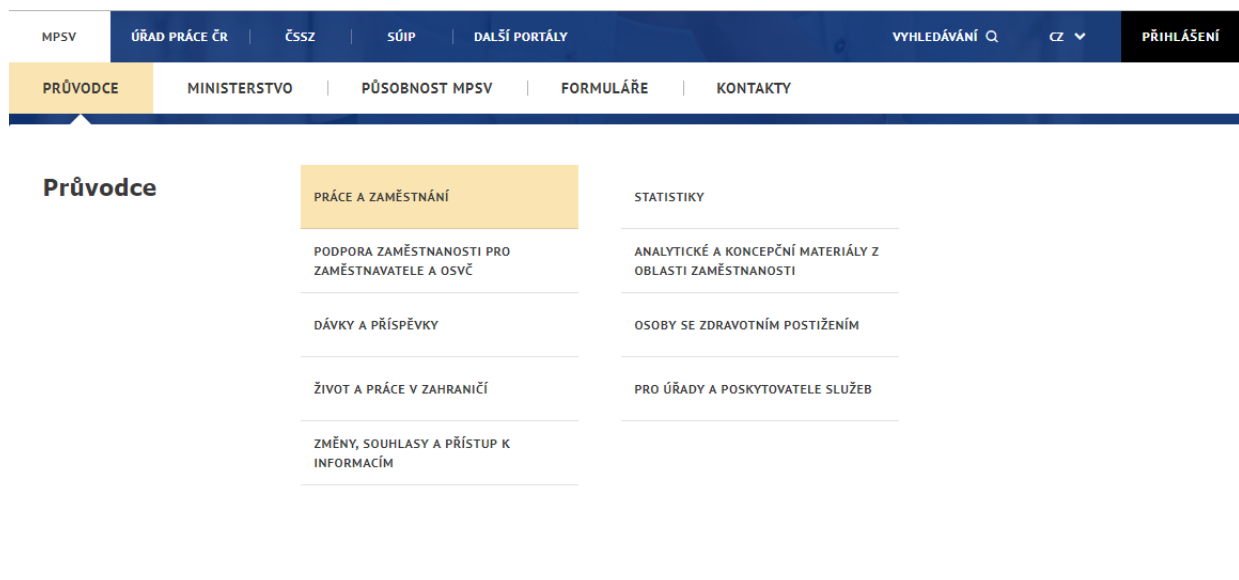 MPSV ÚŘAD PRÁCE ČR ČSSZ SÚIP DALŠÍ PORTÁLY VYHLEDÁVÁNÍ CZ PŘIHLÁŠENÍ
PRŮVODCE MINISTERSTVO PŮSOBNOST MPSV FORMULÁŘE KONTAKTY
Průvodce
PRÁCE A ZAMĚSTNÁNÍ
PODPORA ZAMĚSTNANOSTI PRO
ZAMĚSTNAVATELE A OSVČ
DÁVKY A PŘÍSPĚVKY
ŽIVOT A PRÁCE V ZAHRANIČÍ
ZMĚNY, SOUHLASY A PŘÍSTUP K
INFORMACÍM
STATISTIKY
ANALYTICKÉ A KONCEPČNÍ MATERIÁLY Z
OBLASTI ZAMĚSTNANOSTI
OSOBY SE ZDRAVOTNÍM POSTIŽENÍM
PRO ÚŘADY A POSKYTOVATELE SLUŽEB